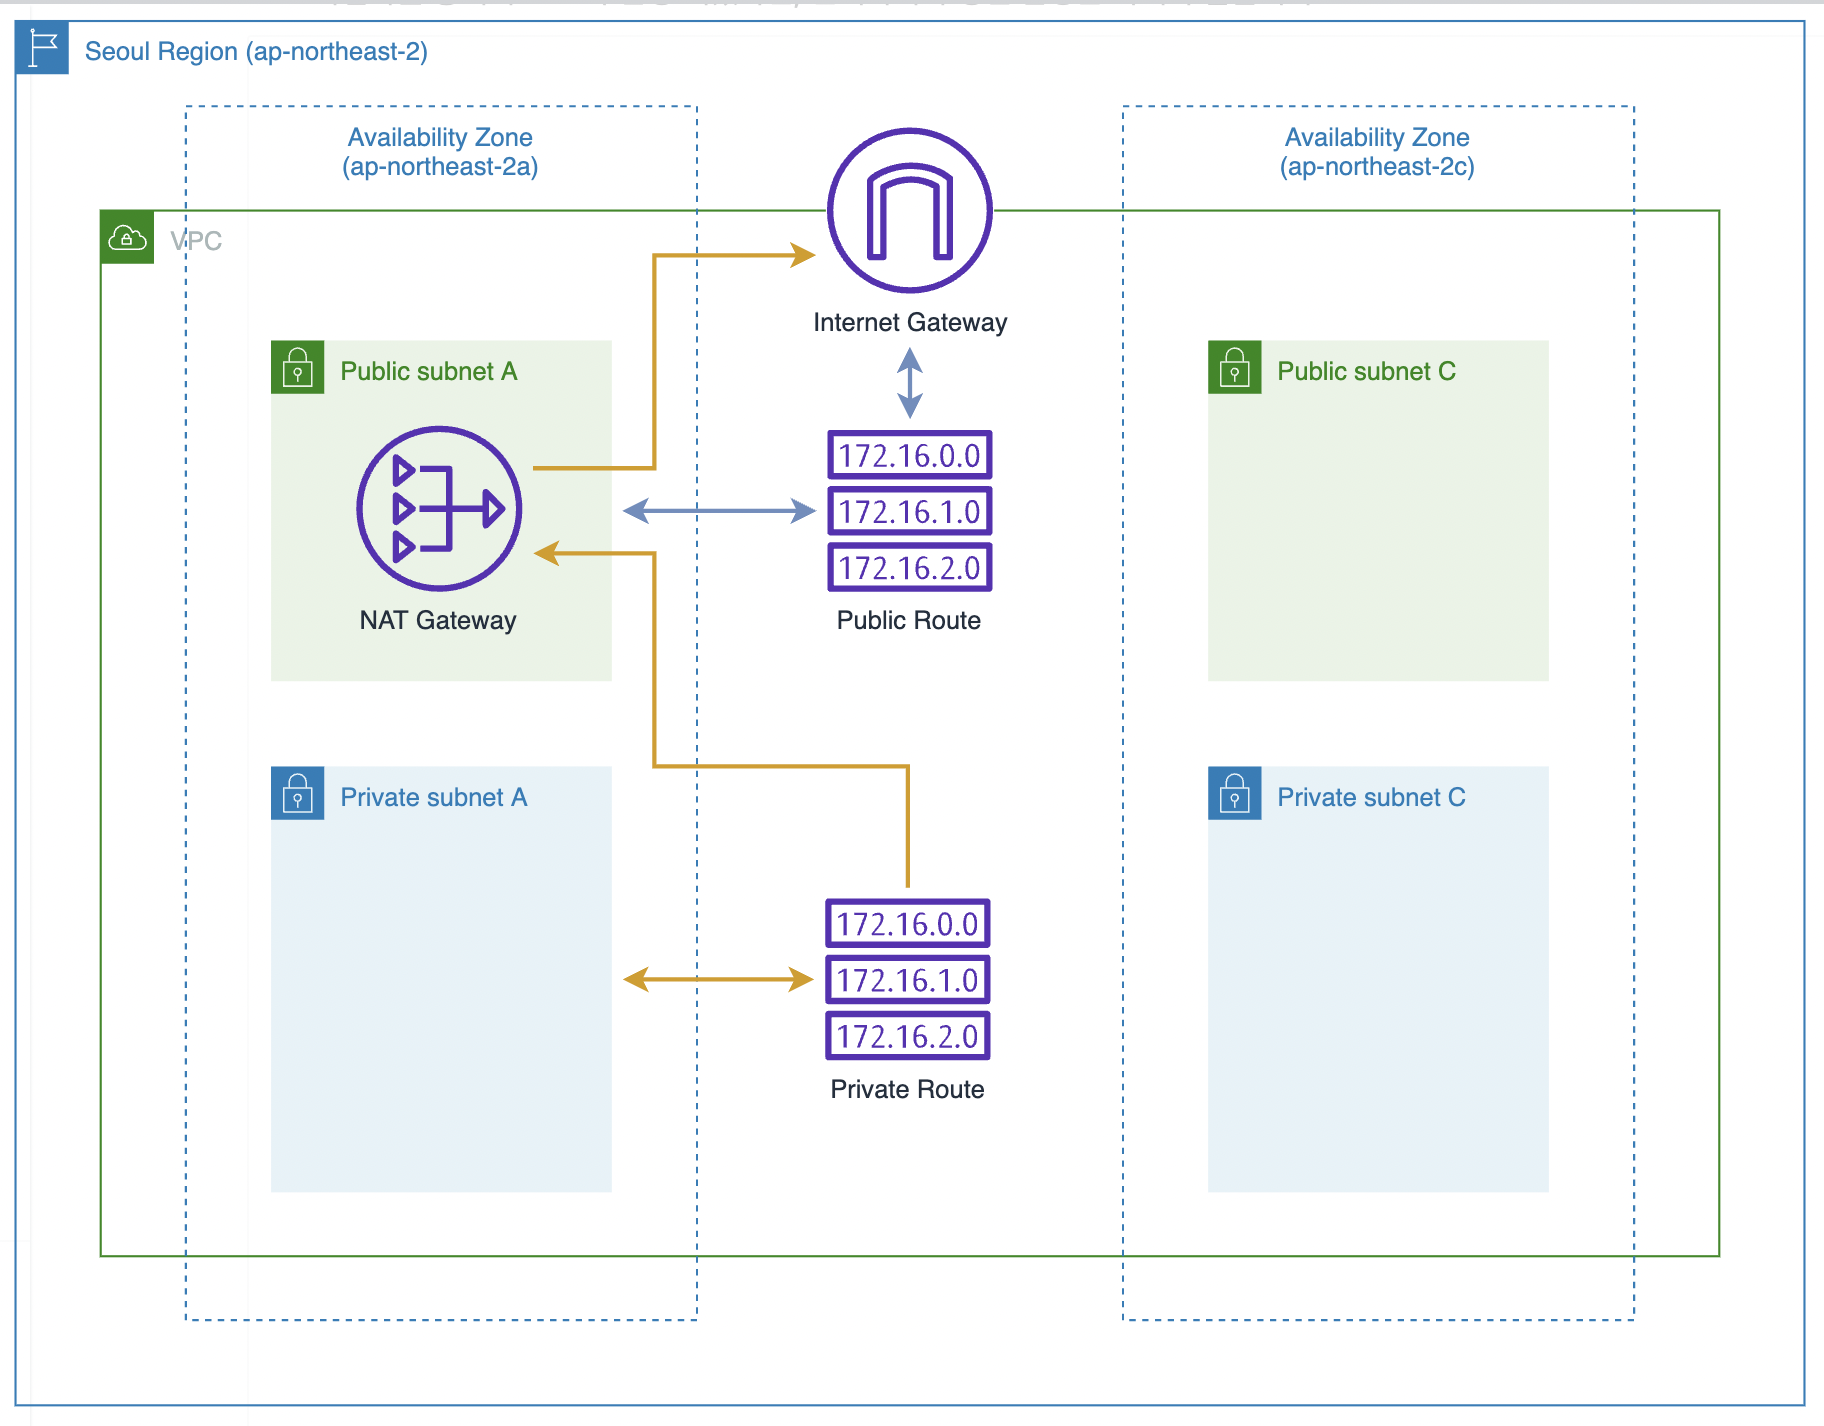 Seoul Region (ap-northeast-2)
Availability Zone
(ap-northeast-2a)
Availability Zone
(ap-northeast-2c)
VPC
Internet Gateway
Public subnet A
Public subnet C
NAT Gateway
172.16.0.0
172.16.1.0
172.16.2.0
Public Route
Private subnet A
Private subnet C
172.16.0.0
172.16.1.0
172.16.2.0
Private Route